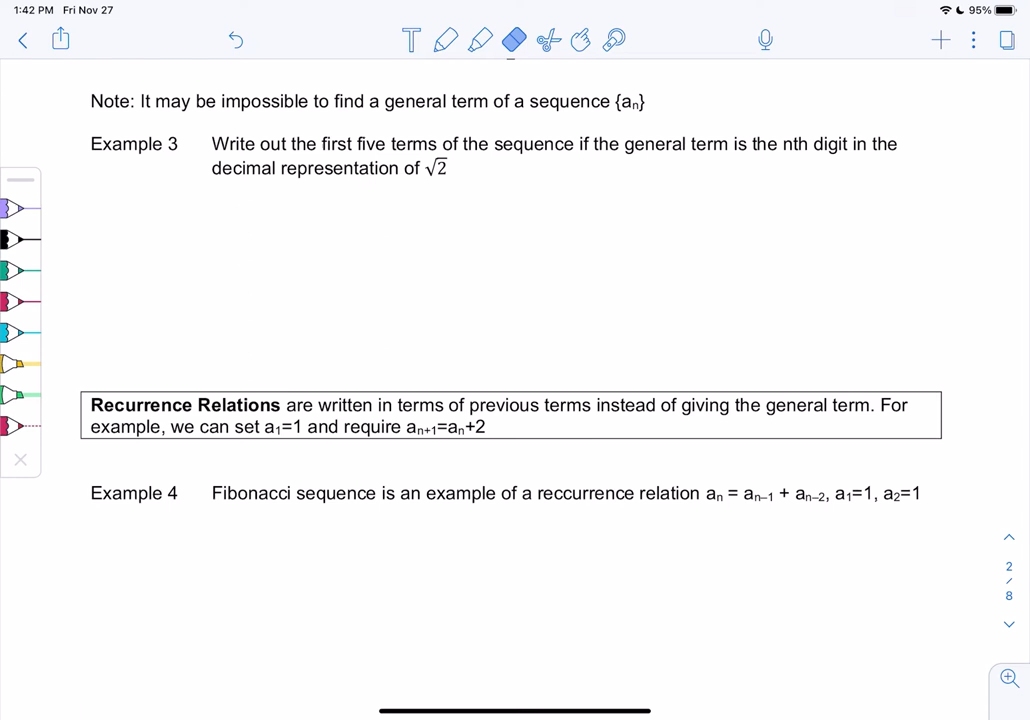 1:42 PM Fri Nov 27 95%
Note: It may be impossible to find a general term of a sequence {aₙ}
Example 3 Write out the first five terms of the sequence if the general term is the nth digit in the
decimal representation of √2
Recurrence Relations are written in terms of previous terms instead of giving the general term. For
example, we can set a₁=1 and require aₙ₊₁=aₙ+2
Example 4 Fibonacci sequence is an example of a reccurrence relation aₙ = aₙ₋₁ + aₙ₋₂, a₁=1, a₂=1
2
/
8